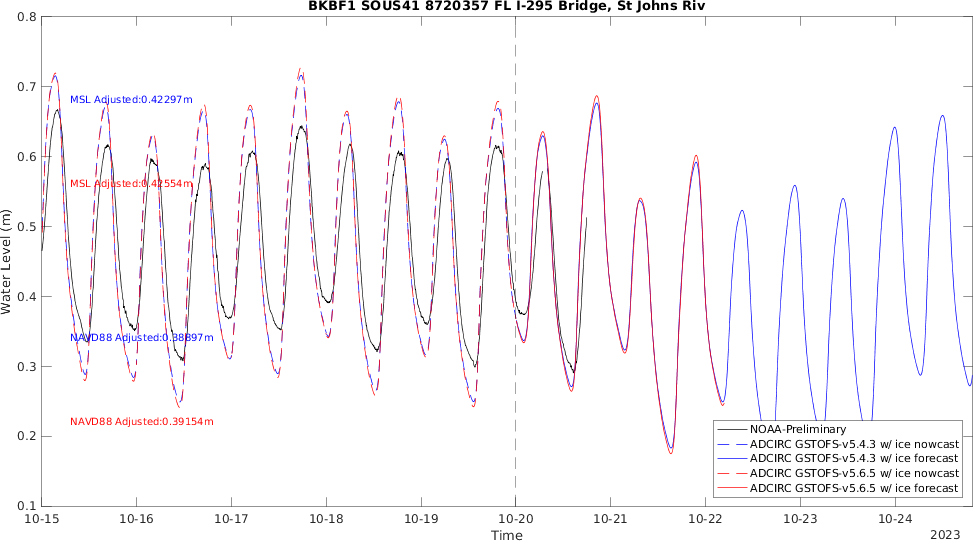 BKBF1 SOUS41 8720357 FL I-295 Bridge, St Johns Riv
0.8
0.7
0.6
0.5
0.4
0.3
0.2
0.1
Water Level (m)
MSL Adjusted:0.42297m
MSL Adjusted:0.42554m
NAVD88 Adjusted:0.38897m
NAVD88 Adjusted:0.39154m
NOAA-Preliminary
ADCIRC GSTOFS-v5.4.3 w/ ice nowcast
ADCIRC GSTOFS-v5.4.3 w/ ice forecast
ADCIRC GSTOFS-v5.6.5 w/ ice nowcast
ADCIRC GSTOFS-v5.6.5 w/ ice forecast
10-15 10-16 10-17 10-18 10-19 10-20 10-21 10-22 10-23 10-24
Time
2023